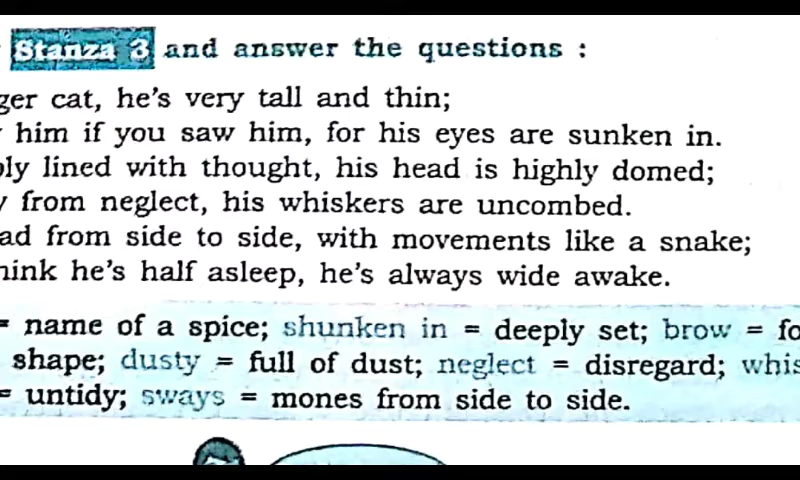 Stanza 3 and answer the questions :
ger cat, he's very tall and thin;
him if you saw him, for his eyes are sunken in.
ply lined with thought, his head is highly domed;
y from neglect, his whiskers are uncombed.
ad from side to side, with movements like a snake;
hink he's half asleep, he's always wide awake.
= name of a spice; shunken in = deeply set; brow = fo
shape; dusty = full of dust; neglect = disregard; whis
= untidy; sways = mones from side to side.